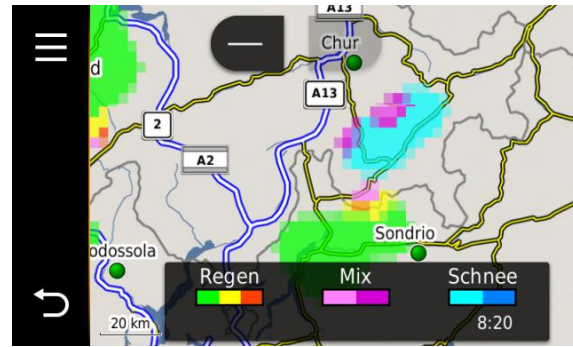 A13
Chur
d
A13
2
A2
Sondrio
odossola
Regen Mix Schnee
20 km
8:20